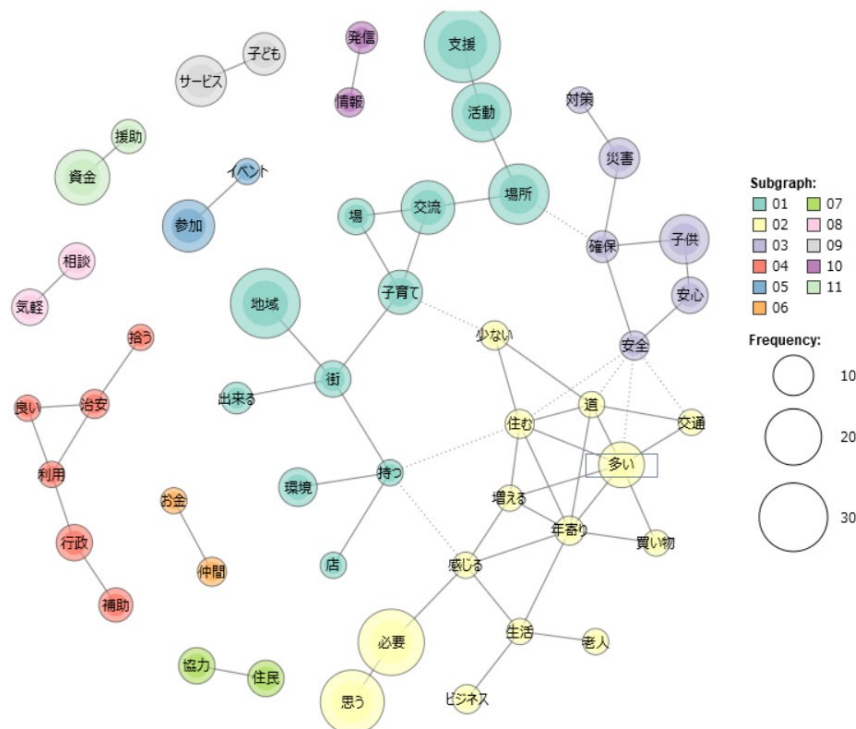 支援
子ども
サービス
発信
情報
活動
対策
援助
資金
災害
イベント
参加
場
交流
場所
確保
子供
相談
気軽
地域
子育て
安心
拾う
少ない
安全
良い
治安
出来る
街
住む
道
交通
利用
環境
持つ
多い
お金
増える
行政
仲間
店
感じる
年寄り
買い物
補助
必要
生活
老人
協力
住民
思う
ビジネス
Subgraph:
01 07
02 08
03 09
04 10
05 11
06
Frequency:
10
20
30